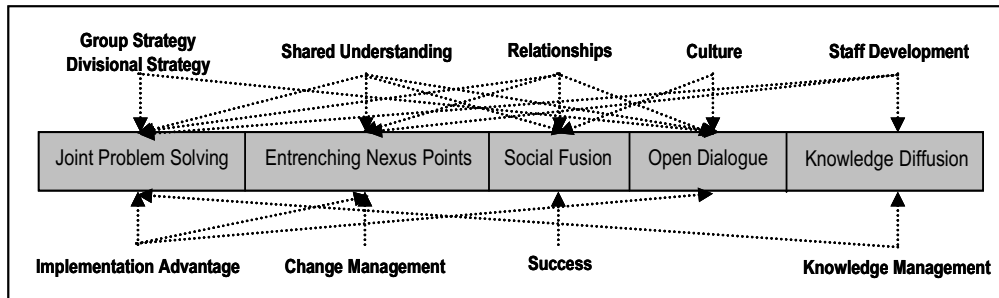 Group Strategy
Divisional Strategy
Shared Understanding
Relationships
Culture
Staff Development
Joint Problem Solving
Entrenching Nexus Points
Social Fusion
Open Dialogue
Knowledge Diffusion
Implementation Advantage
Change Management
Success
Knowledge Management